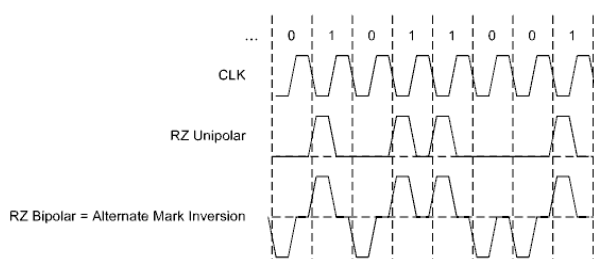 ... 0 1 0 1 1 0 0 1
CLK
RZ Unipolar
RZ Bipolar = Alternate Mark Inversion